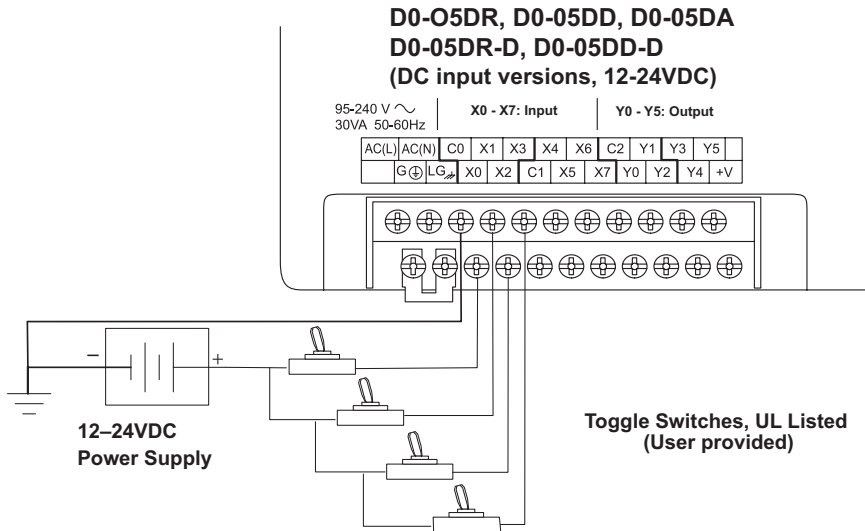 D0-O5DR, D0-05DD, D0-05DA
D0-05DR-D, D0-05DD-D
(DC input versions, 12-24VDC)
95-240 V
30VA 50-60Hz
X0 - X7: Input
Y0 - Y5: Output
AC(L) AC(N) C0 X1 X3 X4 X6 C2 Y1 Y3 Y5
G LG X0 X2 C1 X5 X7 Y0 Y2 Y4 +V
– +
12–24VDC
Power Supply
Toggle Switches, UL Listed
(User provided)